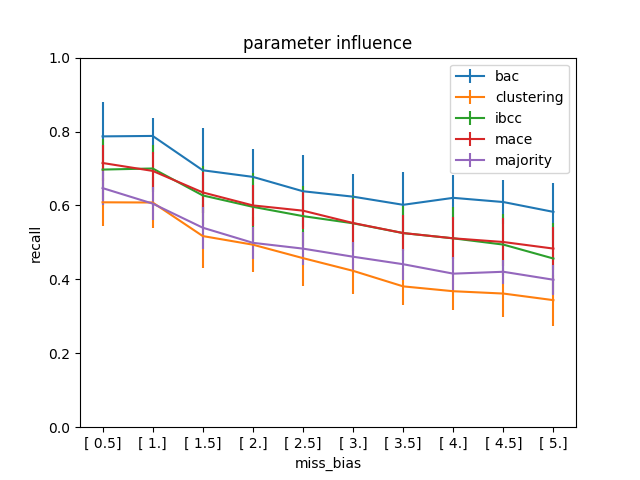 parameter influence
bac
clustering
ibcc
mace
majority
recall
1.0
0.8
0.6
0.4
0.2
0.0
[ 0.5] [ 1.] [ 1.5] [ 2.] [ 2.5] [ 3.] [ 3.5] [ 4.] [ 4.5] [ 5.]
miss_bias